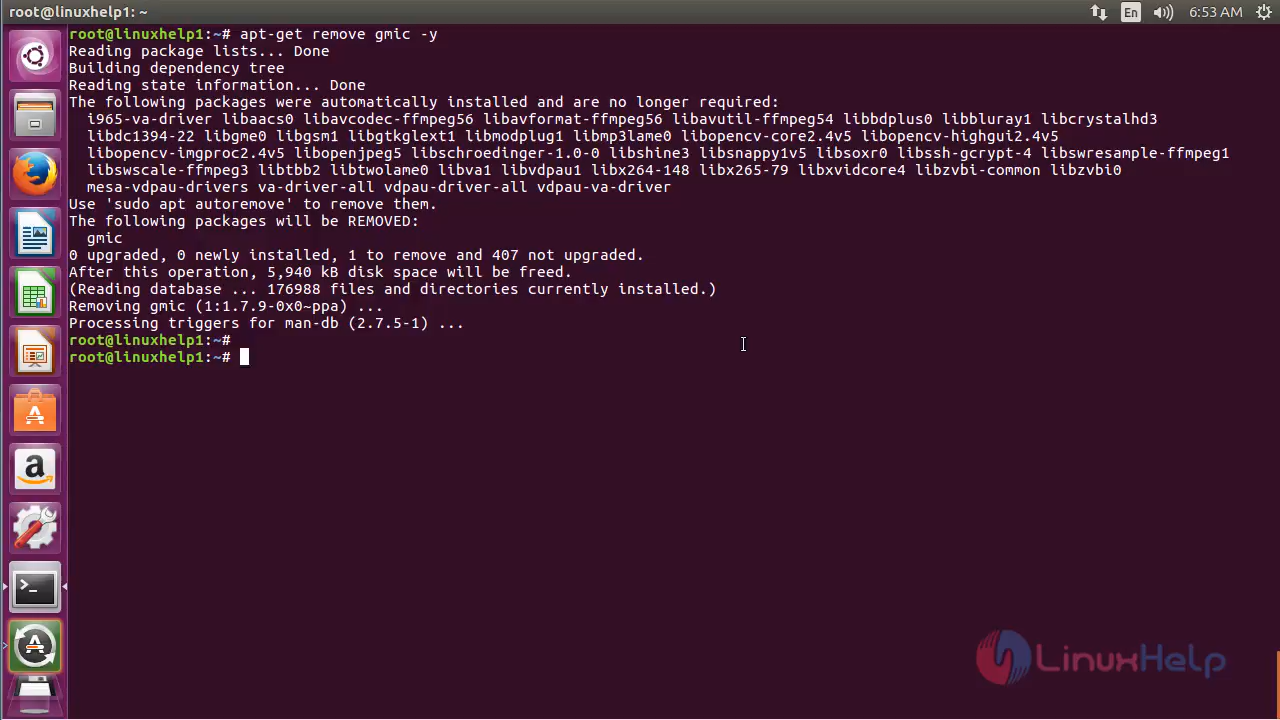 root@linuxhelp1: ~
En
6:53 AM
root@linuxhelp1:~# apt-get remove gmic -y
Reading package lists... Done
Building dependency tree
Reading state information... Done
The following packages were automatically installed and are no longer required:
i965-va-driver libaacs0 libavcodec-ffmpeg56 libavformat-ffmpeg56 libavutil-ffmpeg54 libbdplus0 libbluray1 libcrystalhd3
libdc1394-22 libgme0 libgsm1 libgtkglext1 libmodplug1 libmp3lame0 libopencv-core2.4v5 libopencv-highgui2.4v5
libopencv-imgproc2.4v5 libopenjpeg5 libschroedinger-1.0-0 libshine3 libsnappy1v5 libsoxr0 libssh-gcrypt-4 libswresample-ffmpeg1
libswscale-ffmpeg3 libtbb2 libtwolame0 libva1 libvdpau1 libx264-148 libx265-79 libxvidcore4 libzvbi-common libzvbi0
mesa-vdpau-drivers va-driver-all vdpau-driver-all vdpau-va-driver
Use 'sudo apt autoremove' to remove them.
The following packages will be REMOVED:
gmic
0 upgraded, 0 newly installed, 1 to remove and 407 not upgraded.
After this operation, 5,940 kB disk space will be freed.
(Reading database ... 176988 files and directories currently installed.)
Removing gmic (1:1.7.9-0x0~ppa) ...
Processing triggers for man-db (2.7.5-1) ...
root@linuxhelp1:~#
root@linuxhelp1:~#
LinuxHelp